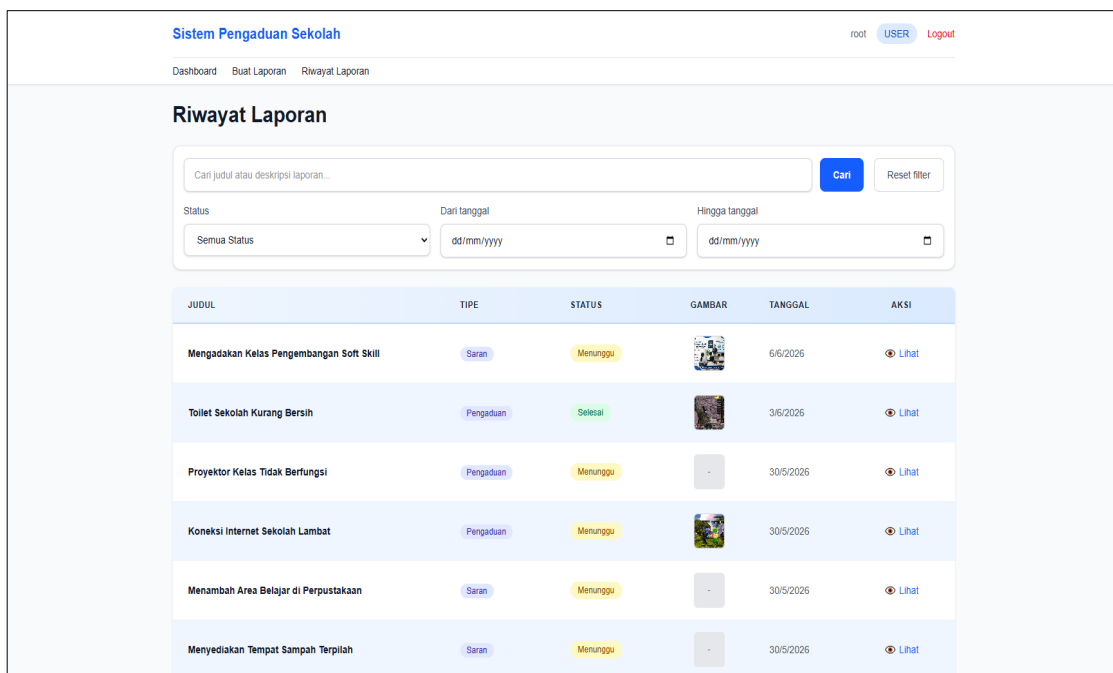 Sistem Pengaduan Sekolah root USER Logout
Dashboard Buat Laporan Riwayat Laporan
Riwayat Laporan
Cari judul atau deskripsi laporan... Cari Reset filter
Status Dari tanggal Hingga tanggal
Semua Status dd/mm/yyyy dd/mm/yyyy
JUDUL TIPE STATUS GAMBAR TANGGAL AKSI
Mengadakan Kelas Pengembangan Soft Skill Saran Menunggu 6/6/2026 Lihat
Toilet Sekolah Kurang Bersih Pengaduan Selesai 3/6/2026 Lihat
Proyektor Kelas Tidak Berfungsi Pengaduan Menunggu - 30/5/2026 Lihat
Koneksi Internet Sekolah Lambat Pengaduan Menunggu 30/5/2026 Lihat
Menambah Area Belajar di Perpustakaan Saran Menunggu - 30/5/2026 Lihat
Menyediakan Tempat Sampah Terpilah Saran Menunggu - 30/5/2026 Lihat